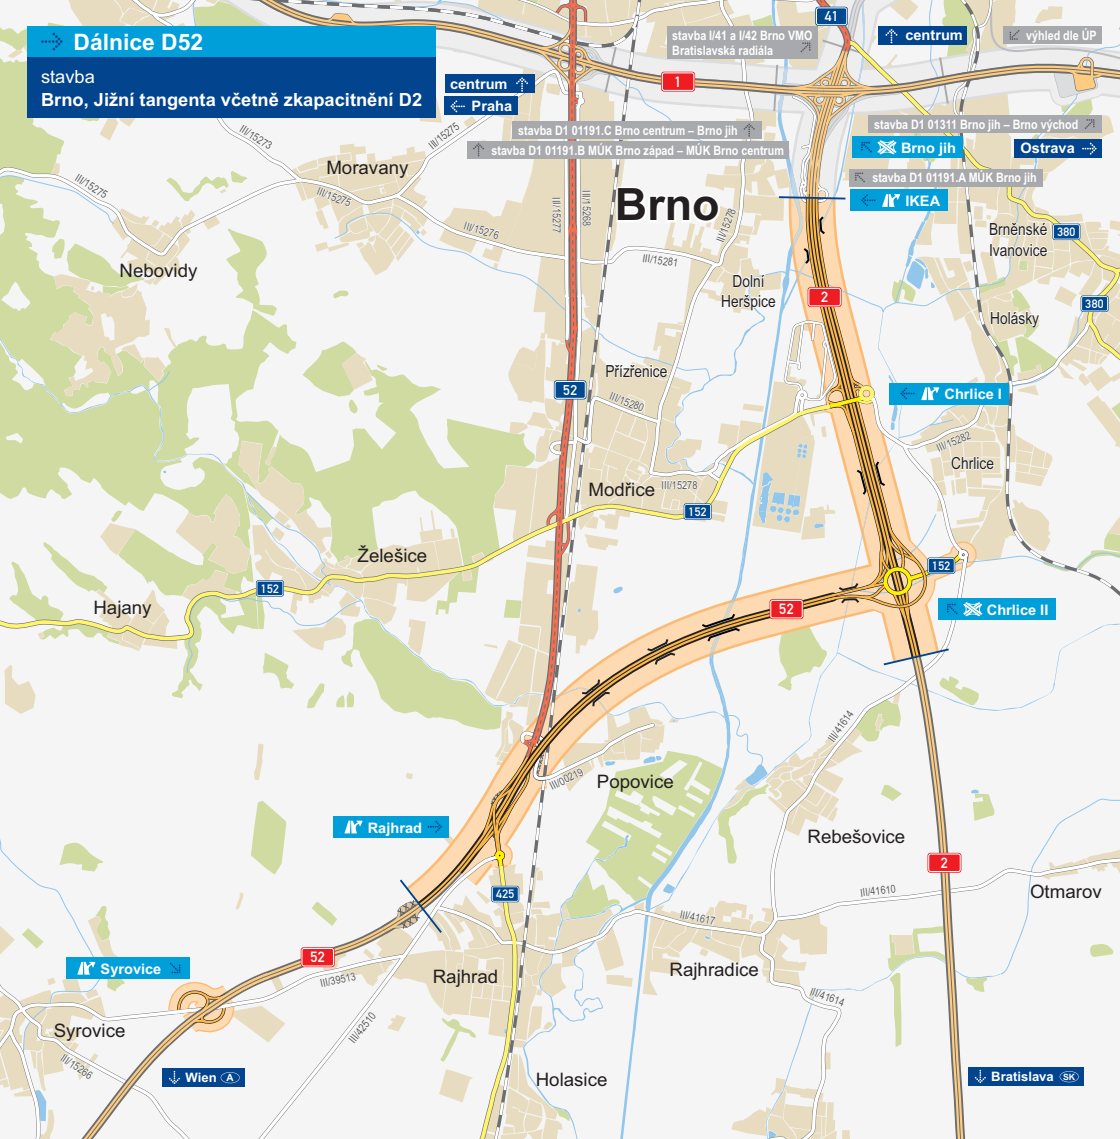 Dálnice D52
stavba
Brno, Jižní tangenta včetně zkapacitnění D2
centrum
Praha
stavba I/41 a I/42 Brno VMO
Bratislavská radiála
41
centrum
výhled dle ÚP
1
stavba D1 01191.C Brno centrum – Brno jih
stavba D1 01191.B MÚK Brno západ – MÚK Brno centrum
stavba D1 01311 Brno jih – Brno východ
Brno jih
Ostrava
stavba D1 01191.A MÚK Brno jih
IKEA
III/15273
III/15275
Moravany
III/15275
III/15275
III/15276
III/15277
III/15268
Brno
III/15278
III/15281
Nebovidy
Dolní
Heršpice
Brněnské
Ivanovice
380
380
Holásky
2
Přízřenice
52
III/15280
Chrlice I
III/15282
Chrlice
Modřice
III/15278
152
Želešice
152
152
Hajany
52
Chrlice II
III/41614
III/00219
Popovice
Rajhrad
Rebešovice
2
425
III/41610
Otmarov
III/41617
52
Syrovice
III/39513
Rajhrad
Rajhradice
III/41614
Syrovice
III/42510
III/15266
Wien A
Holasice
Bratislava SK